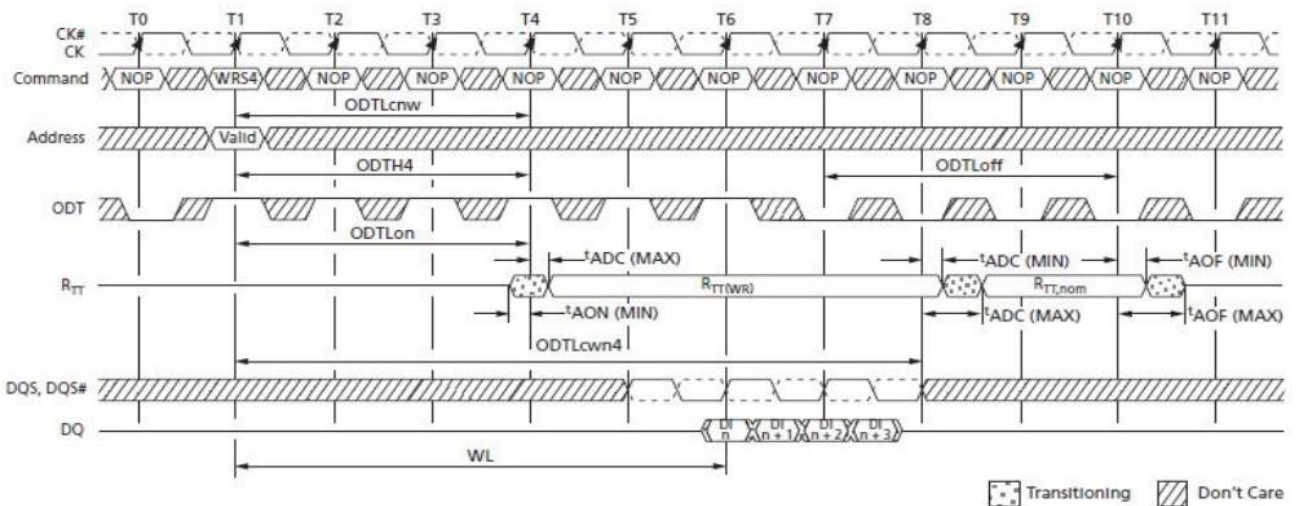 T0 T1 T2 T3 T4 T5 T6 T7 T8 T9 T10 T11
CK#
CK
Command NOP WRS4 NOP NOP NOP NOP NOP NOP NOP NOP NOP NOP
ODTLcnw
Address Valid
ODTH4 ODTLoff
ODT
ODTLon
tADC (MAX) tADC (MIN) tAOF (MIN)
RTT RTT(WR) RTT,nom
tAON (MIN) tADC (MAX) tAOF (MAX)
ODTLcwn4
DQS, DQS#
DQ DI n DI n + 1 DI n + 2 DI n + 3
WL
Transitioning Don't Care